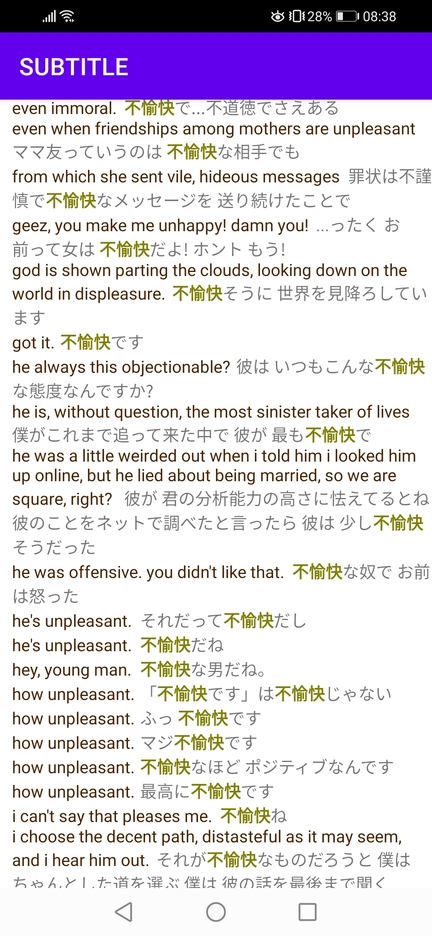 28% 08:38
SUBTITLE
even immoral. 不愉快で...不道徳でさえある
even when friendships among mothers are unpleasant
ママ友っていうのは 不愉快な相手でも
from which she sent vile, hideous messages 罪状は不謹
慎で不愉快なメッセージを 送り続けたことで
geez, you make me unhappy! damn you! ...ったく お
前って女は 不愉快だよ! ホント もう!
god is shown parting the clouds, looking down on the
world in displeasure. 不愉快そうに 世界を見降ろしてい
ます
got it. 不愉快です
he always this objectionable? 彼は いつもこんな不愉快
な態度なんですか?
he is, without question, the most sinister taker of lives
僕がこれまで追って来た中で 彼が 最も不愉快で
he was a little weirded out when i told him i looked him
up online, but he lied about being married, so we are
square, right? 彼が 君の分析能力の高さに怯えてるとね
彼のことをネットで調べたと言ったら 彼は 少し不愉快
そうだった
he was offensive. you didn't like that. 不愉快な奴で お前
は怒った
he's unpleasant. それだって不愉快だし
he's unpleasant. 不愉快だね
hey, young man. 不愉快な男だね。
how unpleasant. 「不愉快です」は不愉快じゃない
how unpleasant. ふっ 不愉快です
how unpleasant. マジ不愉快です
how unpleasant. 不愉快なほど ポジティブなんです
how unpleasant. 最高に不愉快です
i can't say that pleases me. 不愉快ね
i choose the decent path, distasteful as it may seem,
and i hear him out. それが不愉快なものだろうと 僕は
ちゃんとした道を選ぶ 僕は 彼の話を最後まで聞く